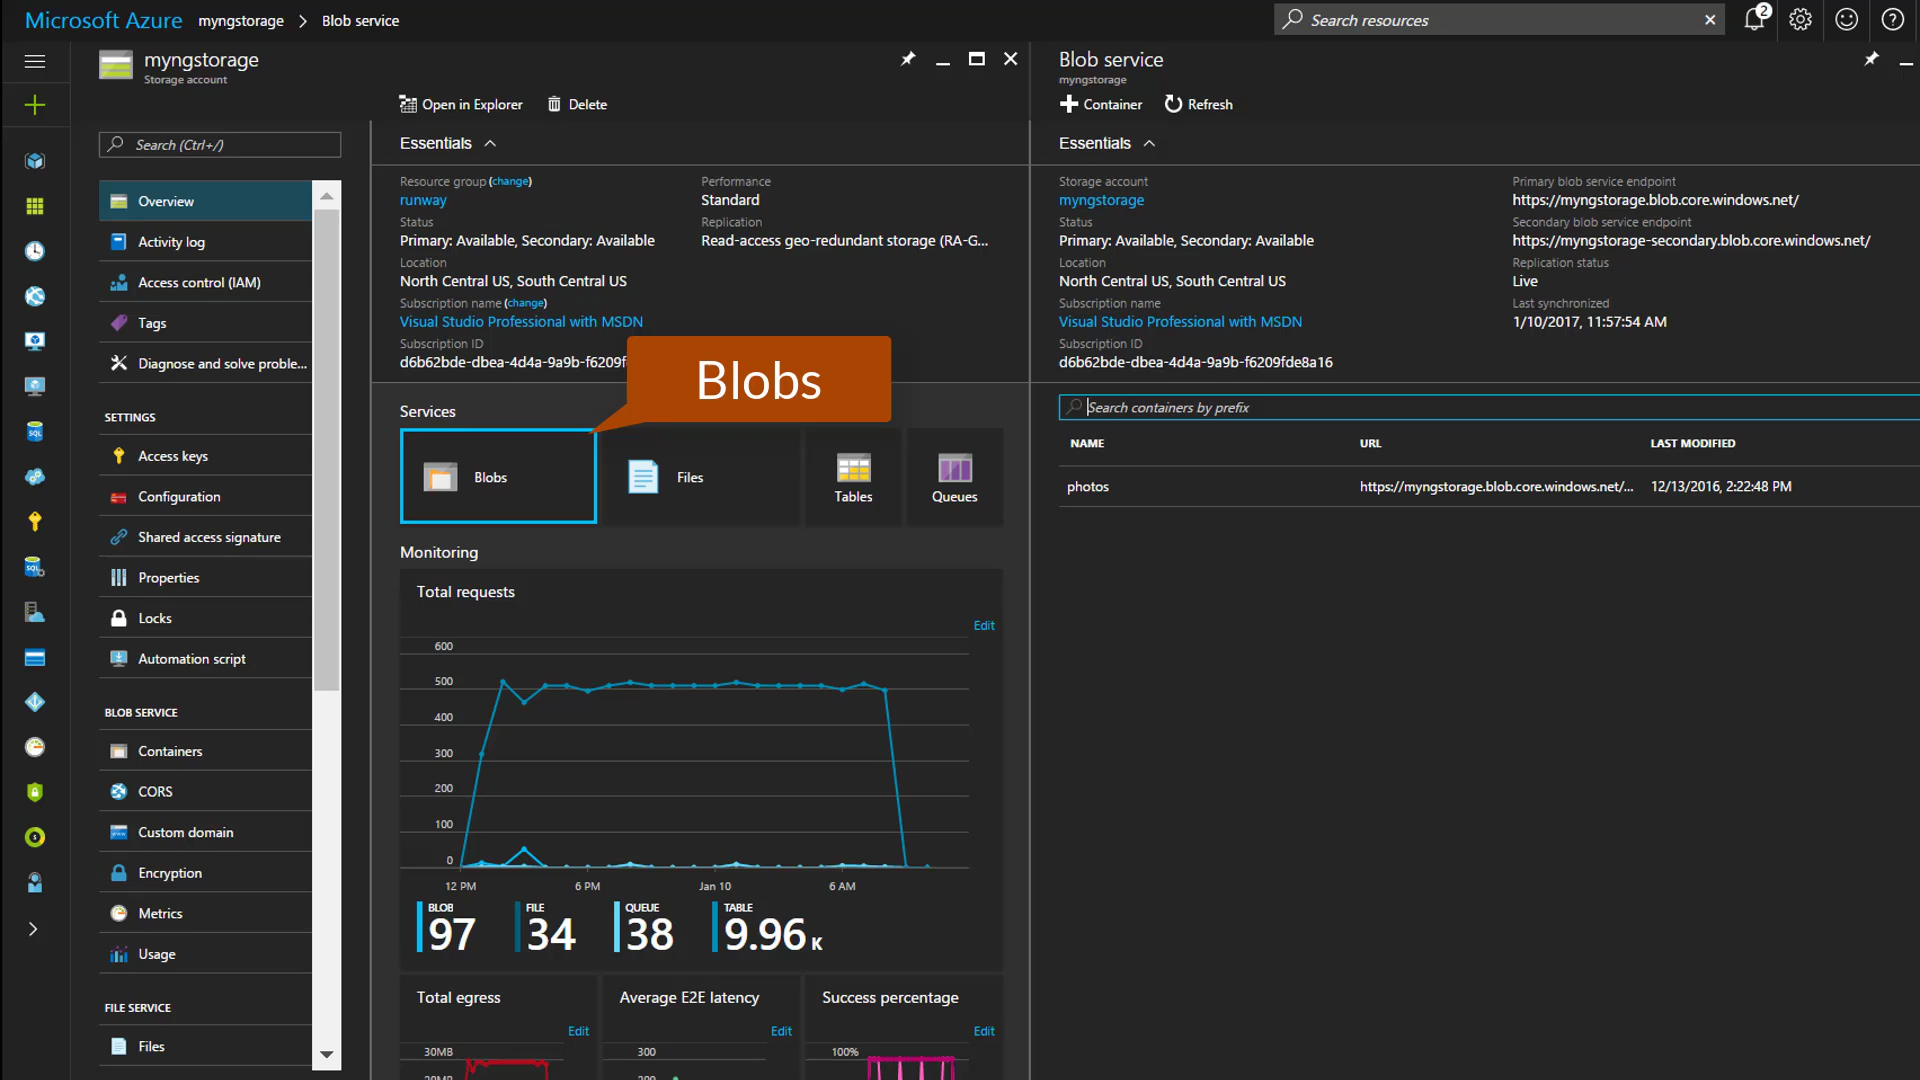 Microsoft Azure myngstorage > Blob service
Search resources
2
myngstorage
Storage account
Open in Explorer Delete
Search (Ctrl+/)
Overview
Activity log
Access control (IAM)
Tags
Diagnose and solve proble...
SETTINGS
Access keys
Configuration
Shared access signature
Properties
Locks
Automation script
BLOB SERVICE
Containers
CORS
Custom domain
Encryption
Metrics
Usage
FILE SERVICE
Files
Essentials
Resource group (change)
runway
Status
Primary: Available, Secondary: Available
Location
North Central US, South Central US
Subscription name (change)
Visual Studio Professional with MSDN
Subscription ID
d6b62bde-dbea-4d4a-9a9b-f6209f
Performance
Standard
Replication
Read-access geo-redundant storage (RA-G...
Blobs
Services
Blobs
Files
Tables
Queues
Monitoring
Total requests
Edit
600
500
400
300
200
100
0
12 PM 6 PM Jan 10 6 AM
BLOB FILE QUEUE TABLE
97 34 38 9.96 K
Total egress
Edit
30MB
20MB
Average E2E latency
Edit
300
200
Success percentage
Edit
100%
Blob service
myngstorage
Container Refresh
Essentials
Storage account
myngstorage
Status
Primary: Available, Secondary: Available
Location
North Central US, South Central US
Subscription name
Visual Studio Professional with MSDN
Subscription ID
d6b62bde-dbea-4d4a-9a9b-f6209fde8a16
Primary blob service endpoint
https://myngstorage.blob.core.windows.net/
Secondary blob service endpoint
https://myngstorage-secondary.blob.core.windows.net/
Replication status
Live
Last synchronized
1/10/2017, 11:57:54 AM
Search containers by prefix
NAME URL LAST MODIFIED
photos https://myngstorage.blob.core.windows.net/... 12/13/2016, 2:22:48 PM